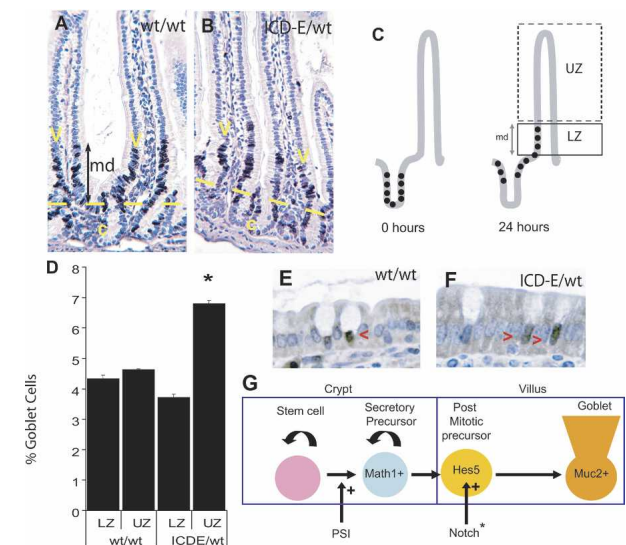 A wt/wt
V
V
md
C
B ICD-E/wt
V
V
C
C
UZ
LZ
md
0 hours
24 hours
D
8
7
6
5
4
3
2
1
0
% Goblet Cells
*
LZ UZ LZ UZ
wt/wt ICDE/wt
E wt/wt
<
F ICD-E/wt
> >
G
Crypt Villus
Stem cell
Secretory
Precursor
Post
Mitotic
precursor
Goblet
Math1+
Hes5
Muc2+
+
+
PSI
Notch*